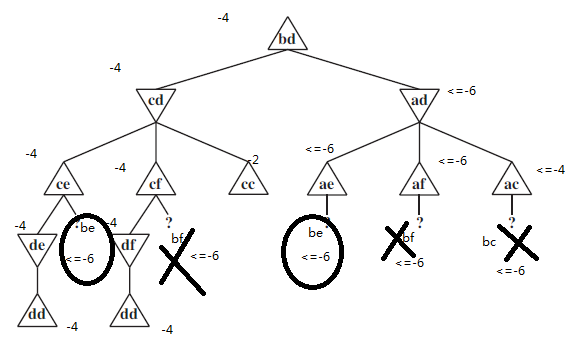 -4
bd
-4
cd
ad
<=-6
-4
ce
-4
cf
-2
cc
<=-6
ae
<=-6
af
<=-4
ac
-4
de
?
be
<=-6
-4
df
?
bf
<=-6
?
be
<=-6
?
bf
<=-6
?
bc
<=-6
dd
-4
dd
-4